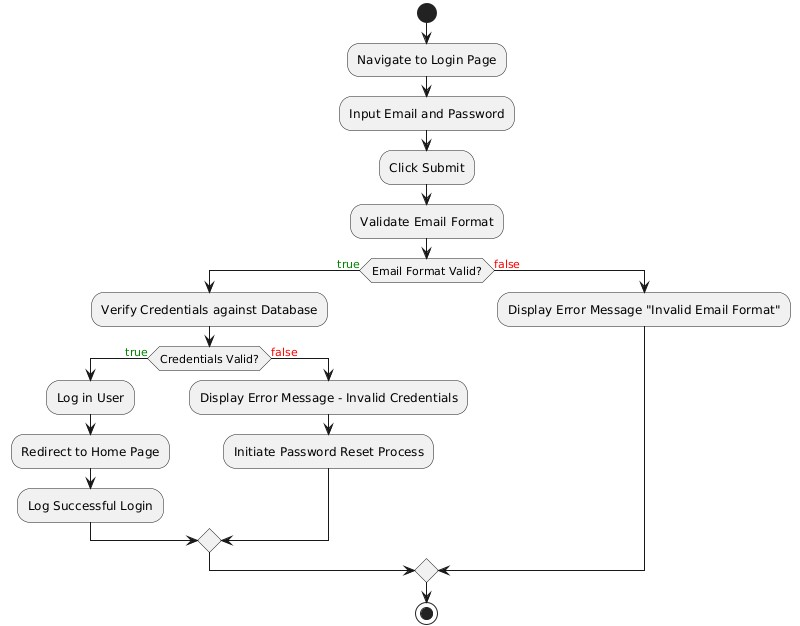 Navigate to Login Page
Input Email and Password
Click Submit
Validate Email Format
true
Email Format Valid?
false
Verify Credentials against Database
Display Error Message "Invalid Email Format"
true
Credentials Valid?
false
Log in User
Display Error Message - Invalid Credentials
Redirect to Home Page
Initiate Password Reset Process
Log Successful Login